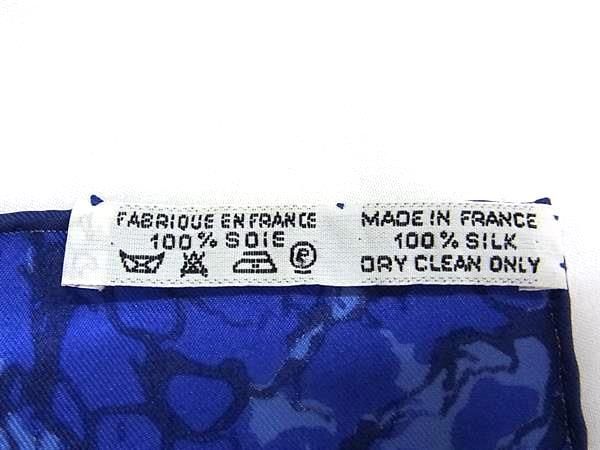 FABRIQUE EN FRANCE
100% SOIE
P
MADE IN FRANCE
100% SILK
DRY CLEAN ONLY